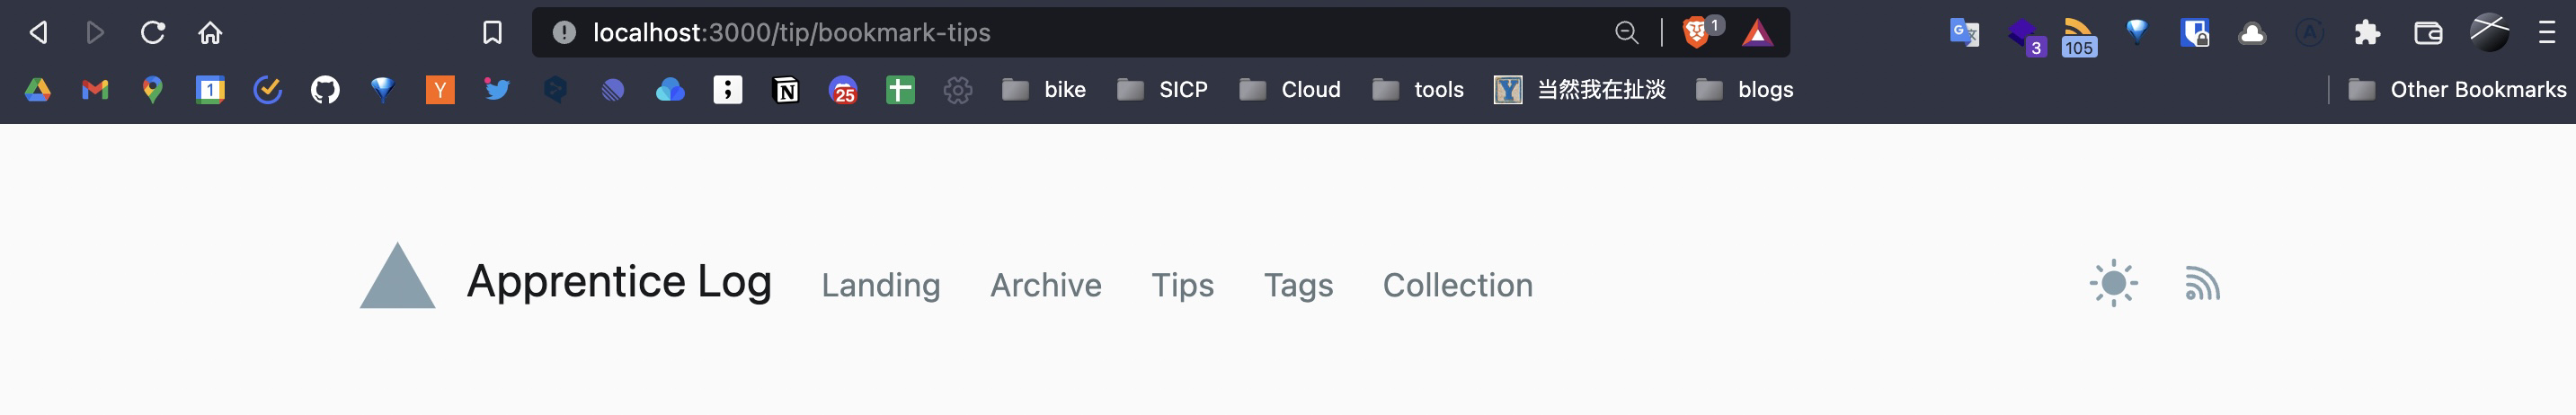 localhost:3000/tip/bookmark-tips 1 3 105
1 Y N 25 bike SICP Cloud tools Y 当然我在扯淡 blogs Other Bookmarks
Apprentice Log Landing Archive Tips Tags Collection